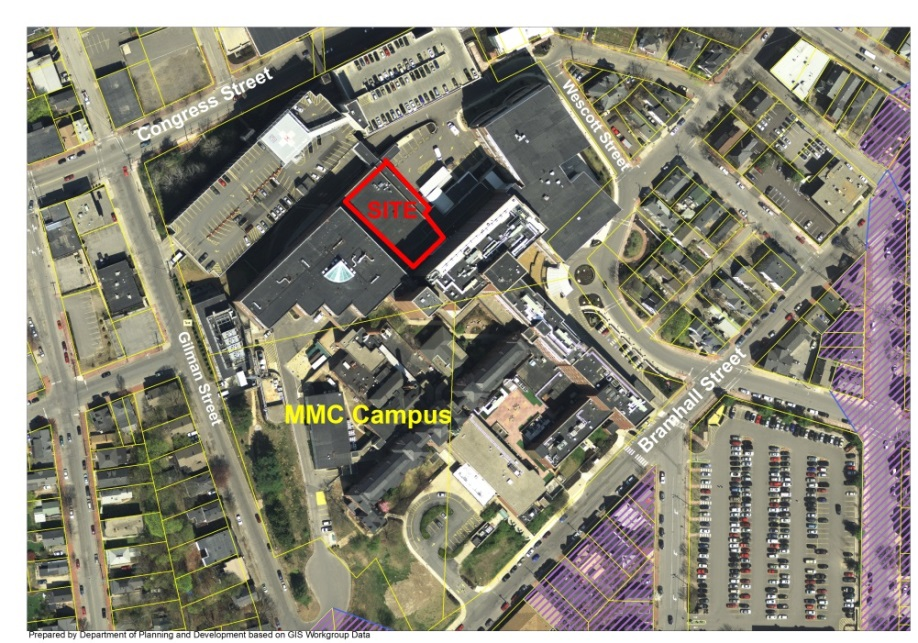 Congress Street
Wescott Street
SITE
Gilman Street
MMC Campus
Bramhall Street
Prepared by Department of Planning and Development based on GIS Workgroup Data